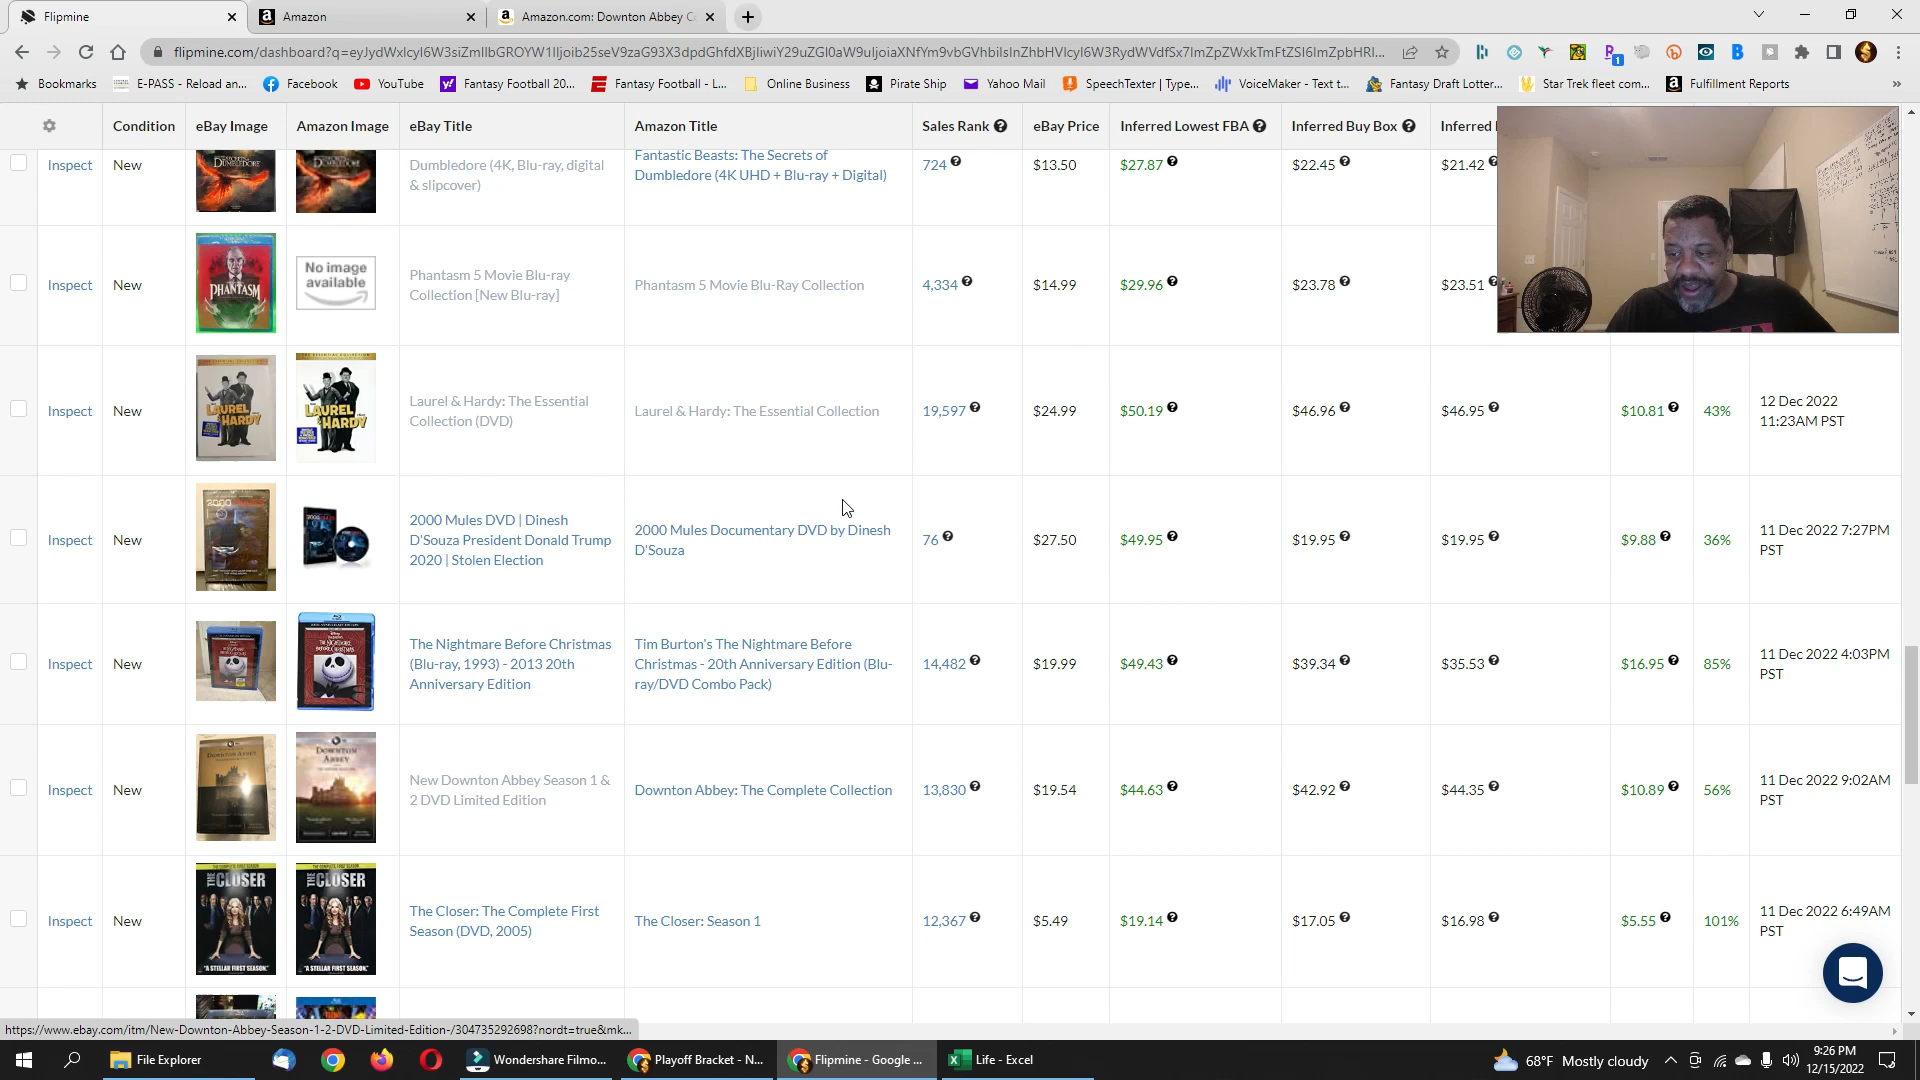 Flipmine
Amazon
Amazon.com: Downton Abbey C
flipmine.com/dashboard?q=eyJydWxlcyI6W3siZmllbGROYW1lIjoib25seV9zaG93X3dpdGhfdXBjIiwiY29uZGl0aW9uIjoiaXNfYm9vbGVhbiIsInZhbHVlcyI6W3RydWVdfSx7ImZpZWxkTmFtZSI6ImZpbHRl...
Bookmarks
E-PASS - Reload an...
Facebook
YouTube
Fantasy Football 20...
Fantasy Football - L...
Online Business
Pirate Ship
Yahoo Mail
SpeechTexter | Type...
VoiceMaker - Text t...
Fantasy Draft Lotter...
Star Trek fleet com...
Fulfillment Reports
Condition eBay Image Amazon Image eBay Title Amazon Title Sales Rank eBay Price Inferred Lowest FBA Inferred Buy Box Inferred
Inspect New
Dumbledore (4K, Blu-ray, digital
& slipcover)
Fantastic Beasts: The Secrets of
Dumbledore (4K UHD + Blu-ray + Digital)
724 $13.50 $27.87 $22.45 $21.42
Inspect New
PHANTASM
No image
available
Phantasm 5 Movie Blu-ray
Collection [New Blu-ray]
Phantasm 5 Movie Blu-Ray Collection
4,334 $14.99 $29.96 $23.78 $23.51
Inspect New
LAUREL
HARDY
LAUREL
HARDY
Laurel & Hardy: The Essential
Collection (DVD)
Laurel & Hardy: The Essential Collection
19,597 $24.99 $50.19 $46.96 $46.95 $10.81 43%
12 Dec 2022
11:23AM PST
Inspect New
2000 Mules DVD | Dinesh
D'Souza President Donald Trump
2020 | Stolen Election
2000 Mules Documentary DVD by Dinesh
D'Souza
76 $27.50 $49.95 $19.95 $19.95 $9.88 36%
11 Dec 2022 7:27PM
PST
Inspect New
The Nightmare Before Christmas
(Blu-ray, 1993) - 2013 20th
Anniversary Edition
Tim Burton's The Nightmare Before
Christmas - 20th Anniversary Edition (Blu-
ray/DVD Combo Pack)
14,482 $19.99 $49.43 $39.34 $35.53 $16.95 85%
11 Dec 2022 4:03PM
PST
Inspect New
DOWNTON ABBEY
DOWNTON
ABBEY
New Downton Abbey Season 1 &
2 DVD Limited Edition
Downton Abbey: The Complete Collection
13,830 $19.54 $44.63 $42.92 $44.35 $10.89 56%
11 Dec 2022 9:02AM
PST
Inspect New
THE CLOSER
"A STELLAR FIRST SEASON."
THE CLOSER
"A STELLAR FIRST SEASON."
The Closer: The Complete First
Season (DVD, 2005)
The Closer: Season 1
12,367 $5.49 $19.14 $17.05 $16.98 $5.55 101%
11 Dec 2022 6:49AM
PST
https://www.ebay.com/itm/New-Downton-Abbey-Season-1-2-DVD-Limited-Edition-/304735292698?nordt=true&mk...
File Explorer
Wondershare Filmo...
Playoff Bracket - N...
Flipmine - Google ...
Life - Excel
68°F Mostly cloudy
9:26 PM
12/15/2022